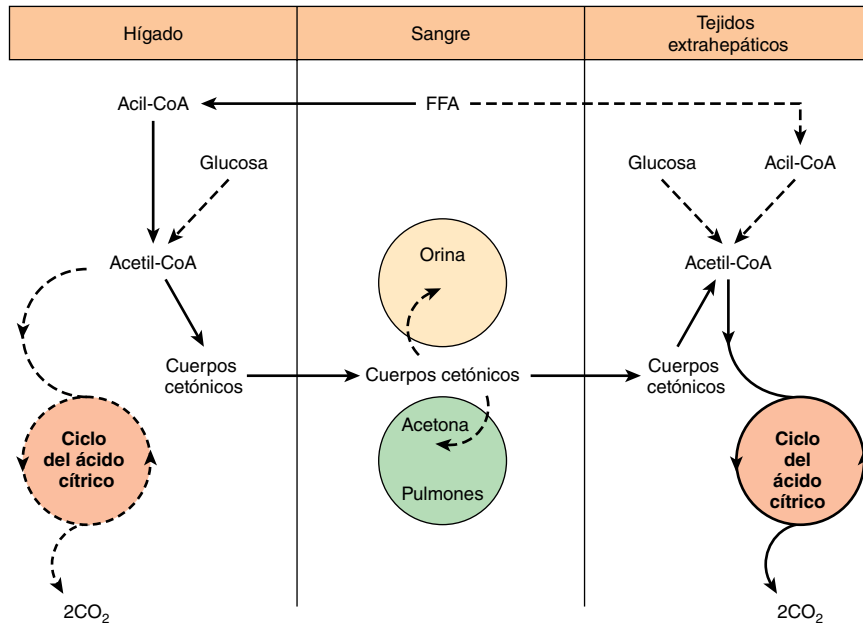 Hígado
Sangre
Tejidos
extrahepáticos
Acil-CoA
FFA
Glucosa
Glucosa
Acil-CoA
Acetil-CoA
Orina
Acetil-CoA
Cuerpos
cetónicos
Cuerpos cetónicos
Cuerpos
cetónicos
Ciclo
del ácido
cítrico
Acetona
Pulmones
Ciclo
del
ácido
cítrico
2CO₂
2CO₂